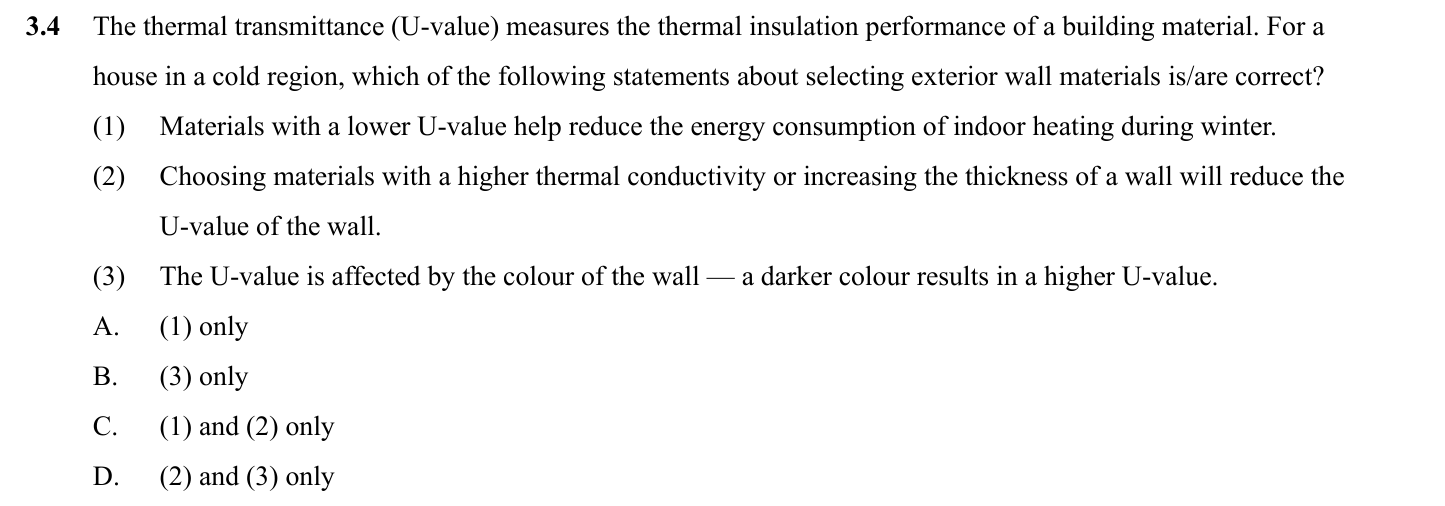 3.4 The thermal transmittance (U-value) measures the thermal insulation performance of a building material. For a
house in a cold region, which of the following statements about selecting exterior wall materials is/are correct?
(1) Materials with a lower U-value help reduce the energy consumption of indoor heating during winter.
(2) Choosing materials with a higher thermal conductivity or increasing the thickness of a wall will reduce the
U-value of the wall.
(3) The U-value is affected by the colour of the wall — a darker colour results in a higher U-value.
A. (1) only
B. (3) only
C. (1) and (2) only
D. (2) and (3) only